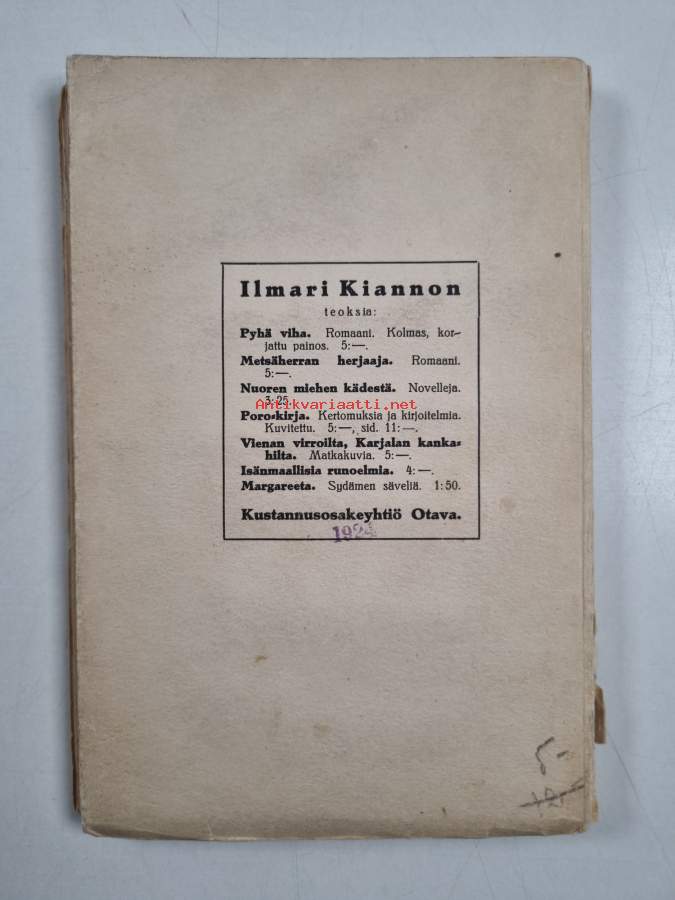 Ilmari Kiannon
teoksia:
Pyhä viha. Romaani. Kolmas, kor-
jattu painos. 5:—.
Metsäherran herjaaja. Romaani.
5:—.
Nuoren miehen kädestä. Novelleja.
3:25.
Antikvariaatti.net
Poro-kirja. Kertomuksia ja kirjoitelmia.
Kuvitettu. 5:—, sid. 11:—.
Vienan virroilta, Karjalan kanka-
hilta. Matkakuvia. 5:—.
Isänmaallisia runoelmia. 4:—.
Margareeta. Sydämen säveliä. 1:50.
Kustannusosakeyhtiö Otava.
1924
5-
12-